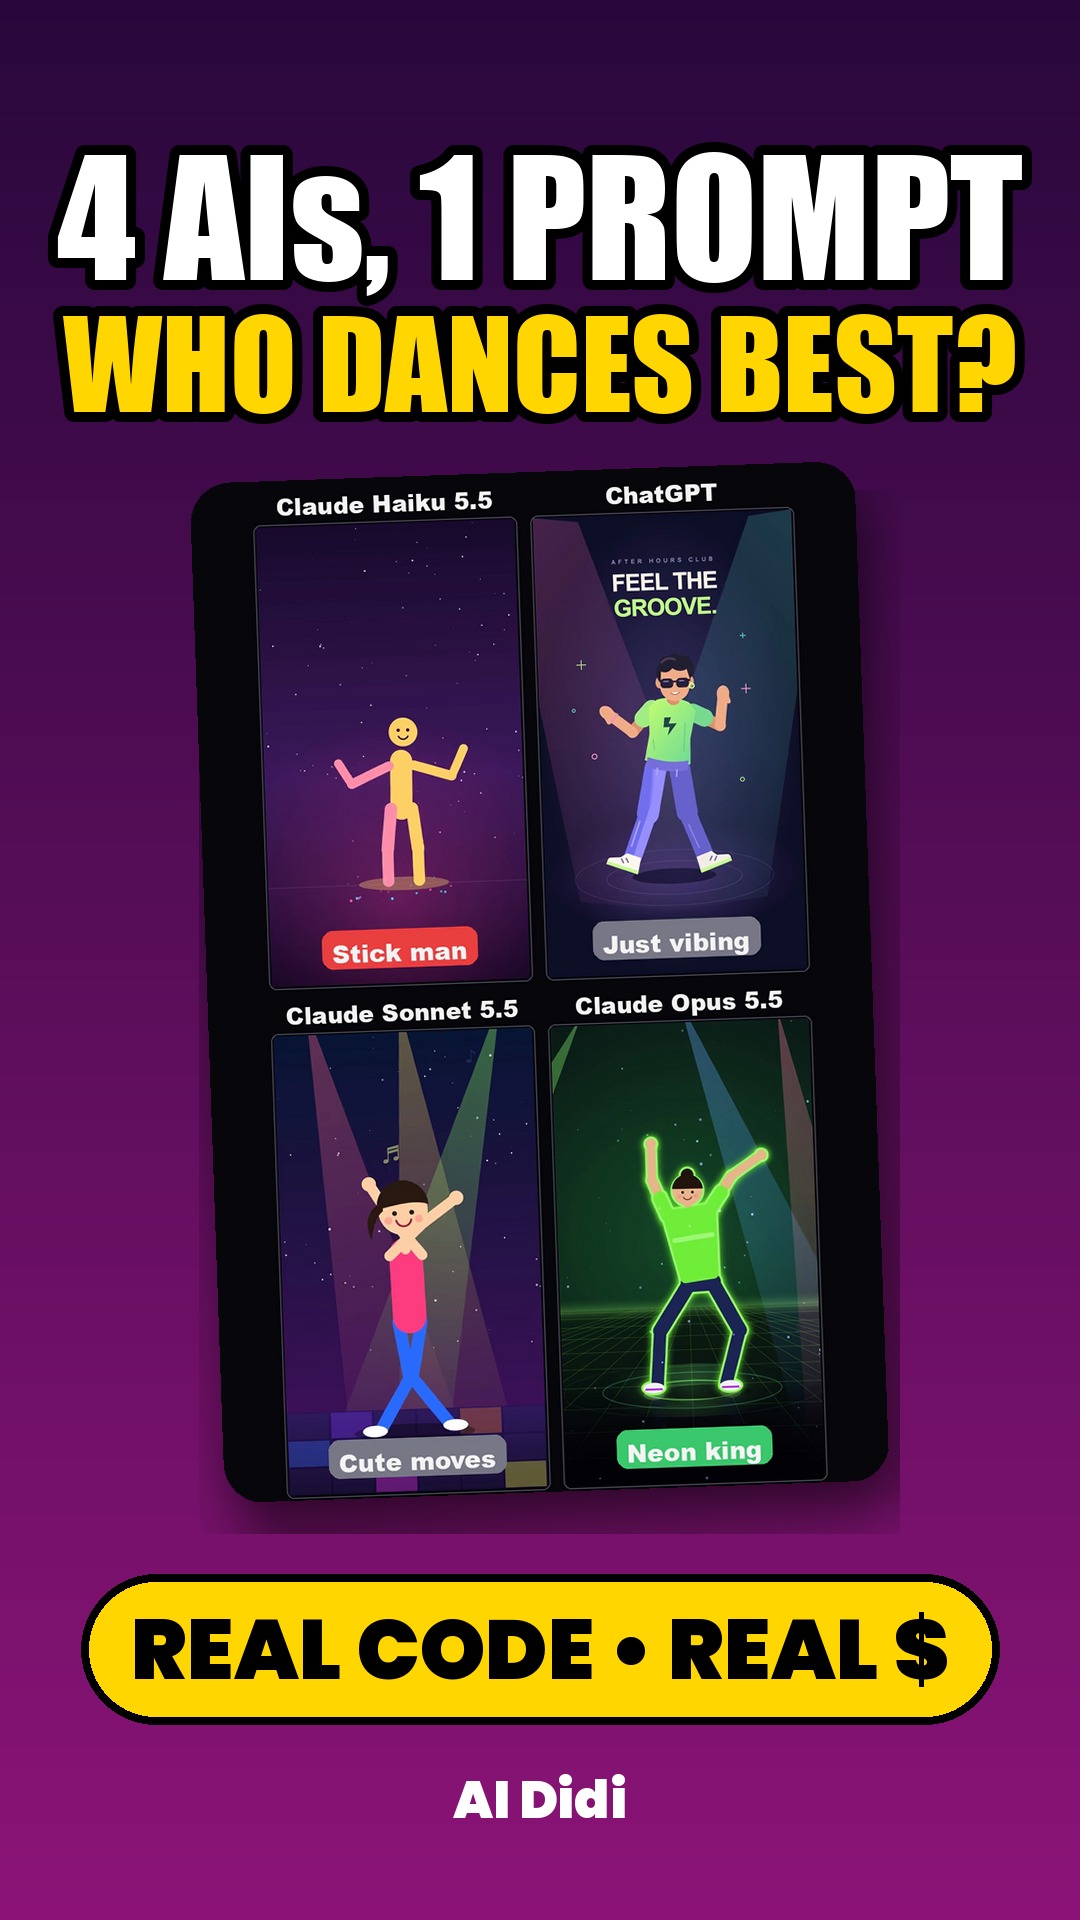 4 AIs, 1 PROMPT
WHO DANCES BEST?
Claude Haiku 5.5
ChatGPT
AFTER HOURS CLUB
FEEL THE
GROOVE.
Stick man
Just vibing
Claude Sonnet 5.5
Claude Opus 5.5
Cute moves
Neon king
REAL CODE • REAL $
AI Didi